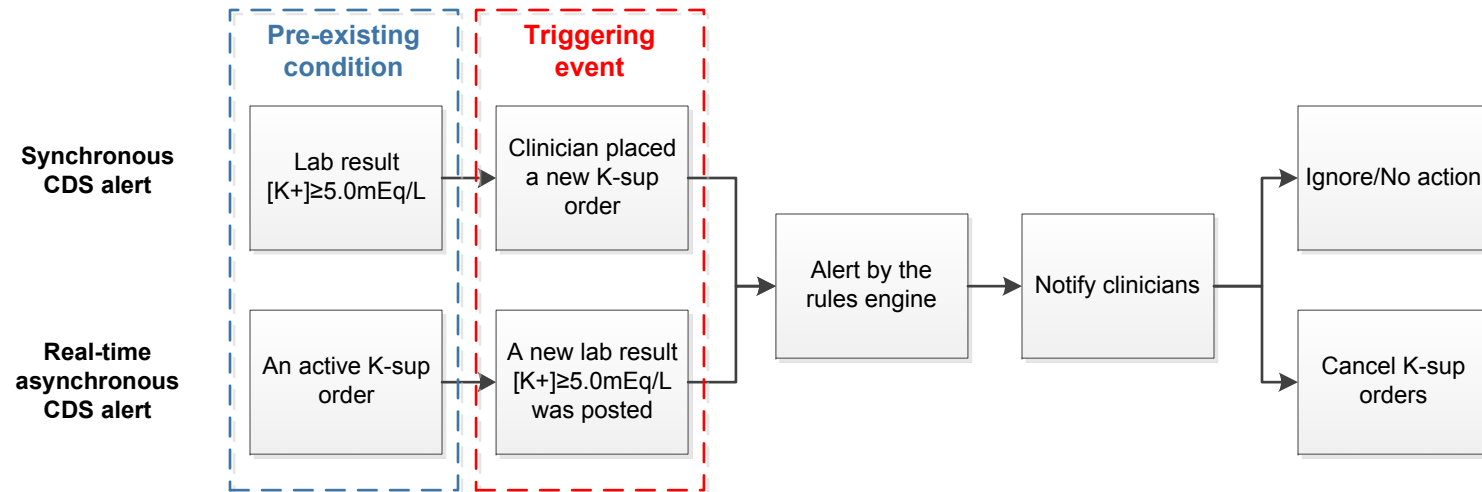 Pre-existing
condition
Triggering
event
Synchronous
CDS alert
Lab result
[K+]≥5.0mEq/L
Clinician placed
a new K-sup
order
Ignore/No action
Alert by the
rules engine
Notify clinicians
Real-time
asynchronous
CDS alert
An active K-sup
order
A new lab result
[K+]≥5.0mEq/L
was posted
Cancel K-sup
orders